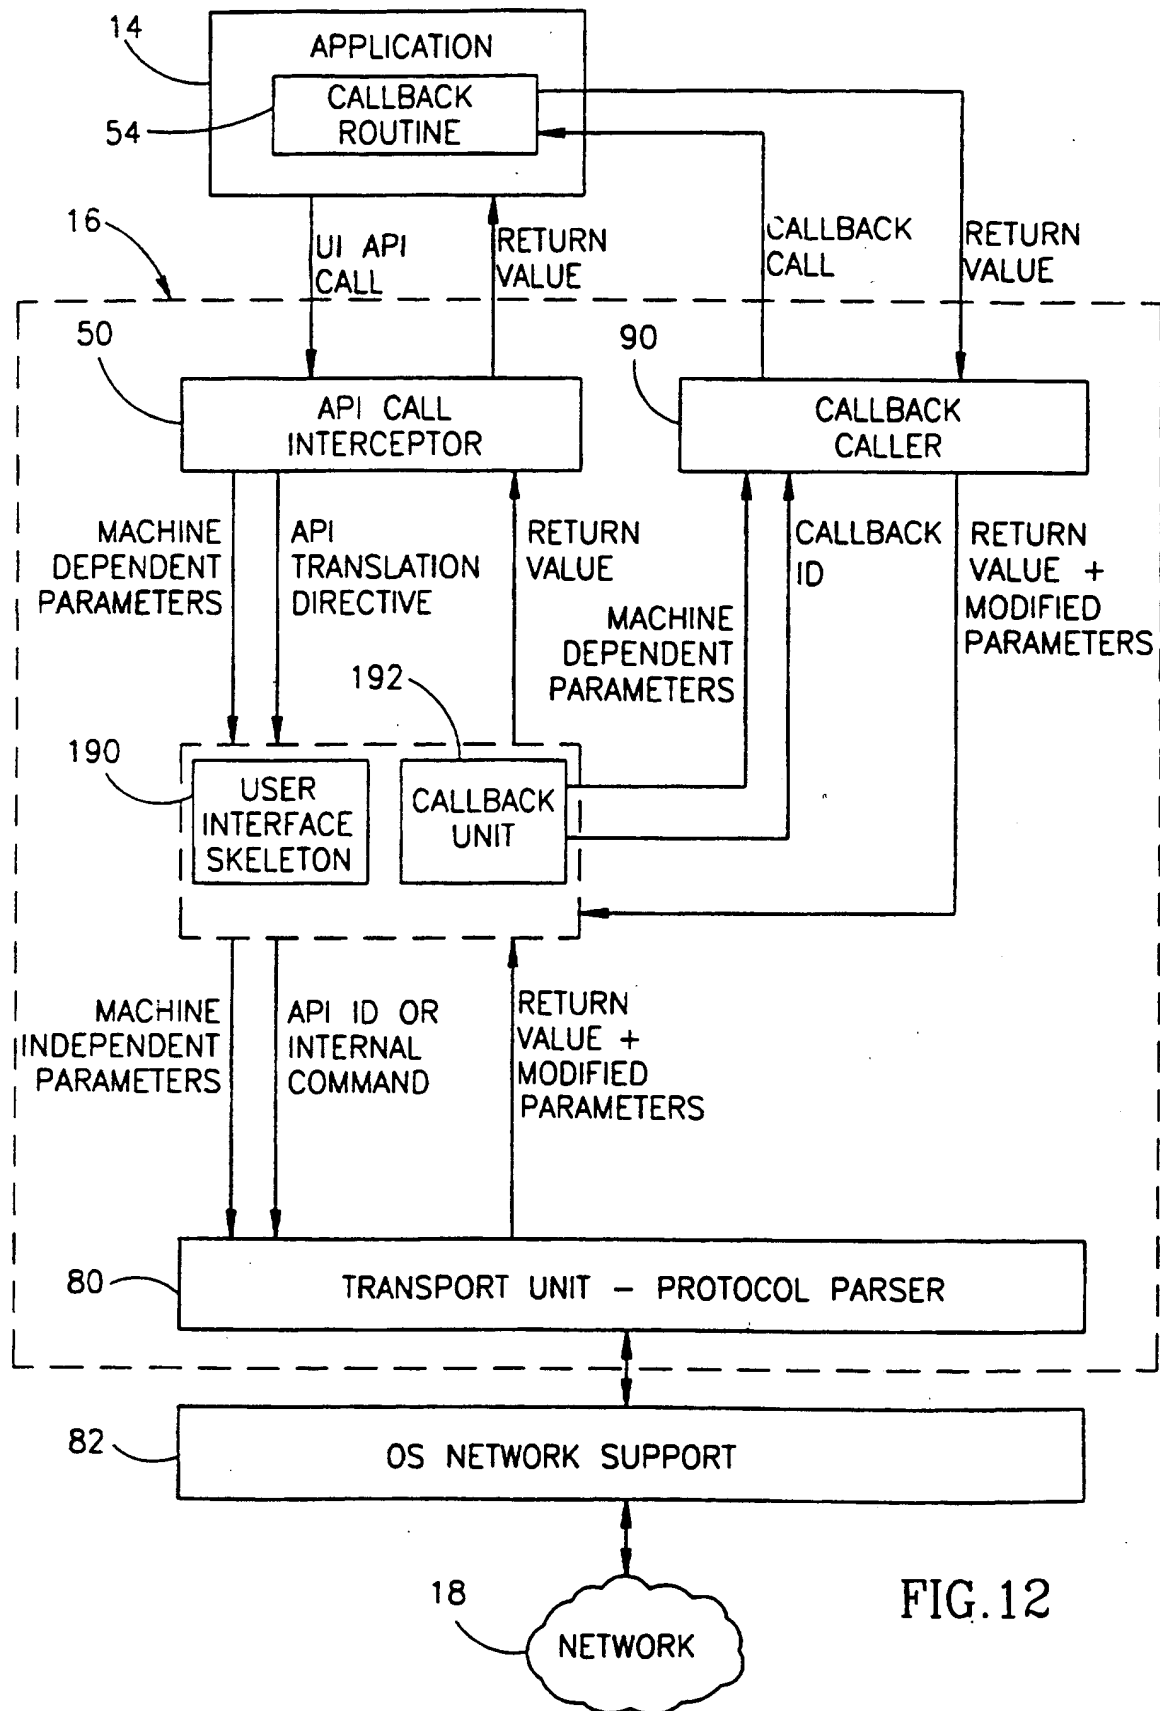 14
APPLICATION
CALLBACK
ROUTINE
54
16
UI API
CALL
RETURN
VALUE
CALLBACK
CALL
RETURN
VALUE
50
90
API CALL
INTERCEPTOR
CALLBACK
CALLER
MACHINE
DEPENDENT
PARAMETERS
API
TRANSLATION
DIRECTIVE
RETURN
VALUE
CALLBACK
ID
RETURN
VALUE +
MODIFIED
PARAMETERS
MACHINE
DEPENDENT
PARAMETERS
192
190
USER
INTERFACE
SKELETON
CALLBACK
UNIT
MACHINE
INDEPENDENT
PARAMETERS
API ID OR
INTERNAL
COMMAND
RETURN
VALUE +
MODIFIED
PARAMETERS
80
TRANSPORT UNIT – PROTOCOL PARSER
82
OS NETWORK SUPPORT
18
NETWORK
FIG.12